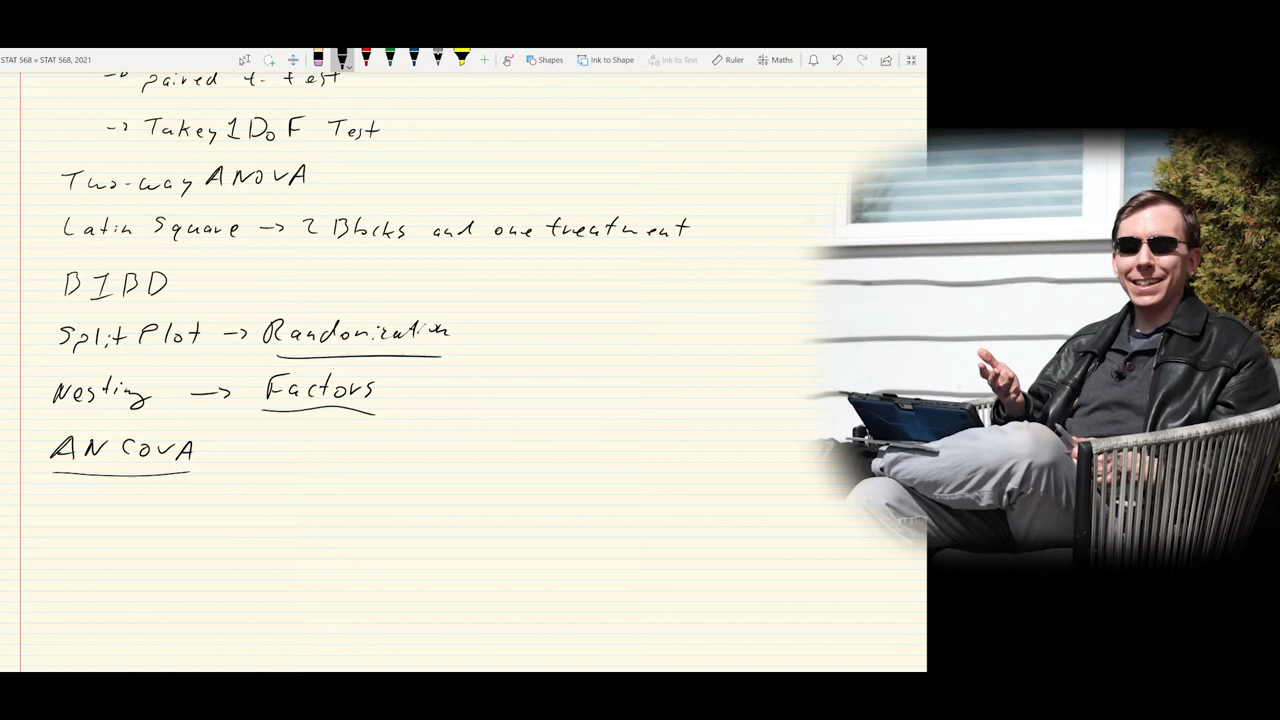 STAT 568 » STAT 568, 2021
Shapes
Ink to Shape
Ink to Text
Ruler
Maths
→ paired t. test
→ Takey 1 DoF Test
Two-way ANOVA
Latin Square → 2 Blocks and one treatment
BIBD
Split Plot → Randomization
Nesting → Factors
ANCOVA